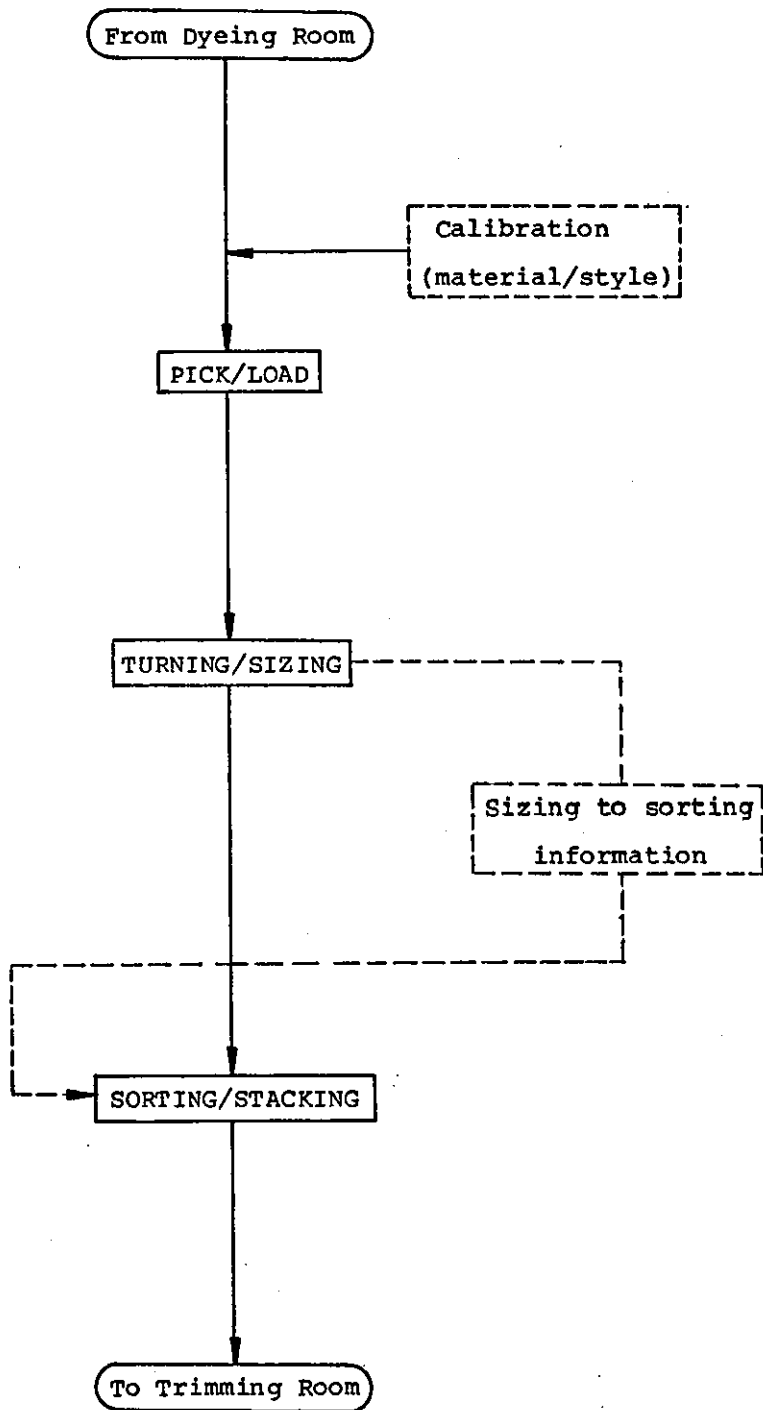 From Dyeing Room
Calibration
(material/style)
PICK/LOAD
TURNING/SIZING
Sizing to sorting
information
SORTING/STACKING
To Trimming Room